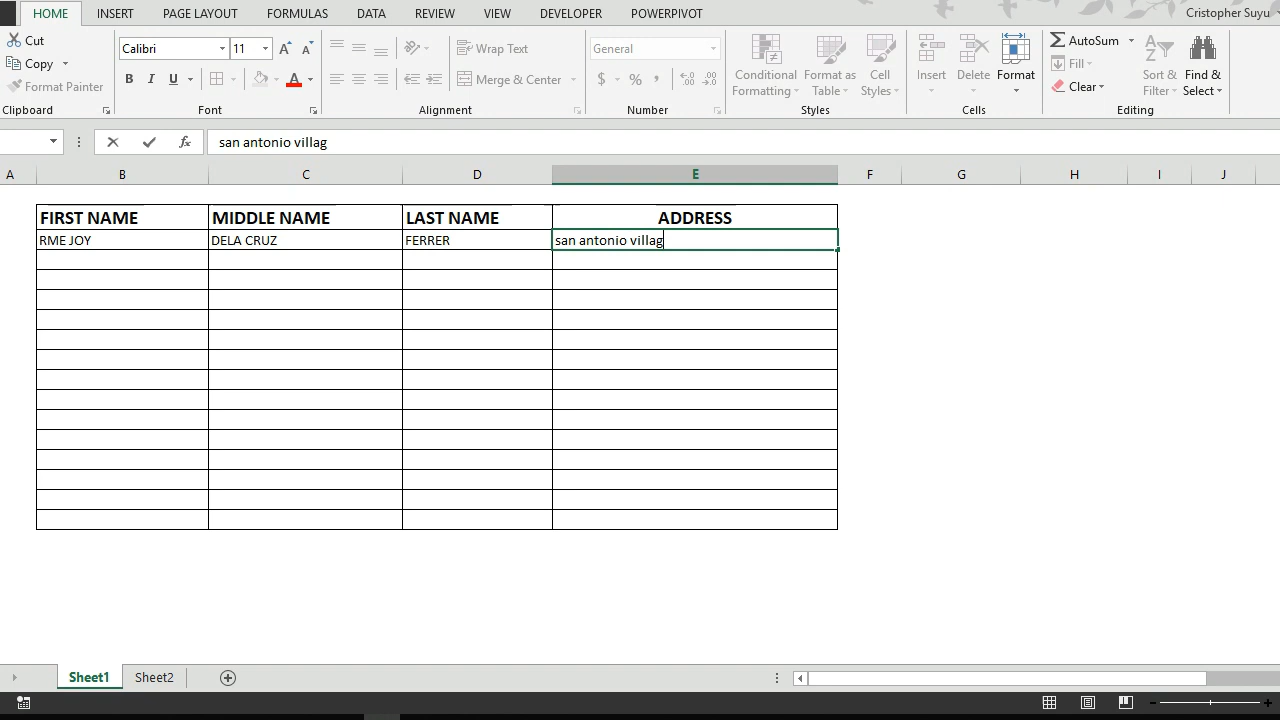 HOME INSERT PAGE LAYOUT FORMULAS DATA REVIEW VIEW DEVELOPER POWERPIVOT Cristopher Suyu
Cut
Copy
Format Painter
Clipboard
Calibri 11
B I U A
Font
Wrap Text
Merge & Center
Alignment
General
$ % ,
Number
Conditional Formatting
Format as Table
Cell Styles
Styles
Insert Delete Format
Cells
AutoSum
Fill
Clear
Sort & Filter
Find & Select
Editing
fx san antonio villag
A B C D E F G H I J
FIRST NAME MIDDLE NAME LAST NAME ADDRESS
RME JOY DELA CRUZ FERRER san antonio villag
Sheet1 Sheet2